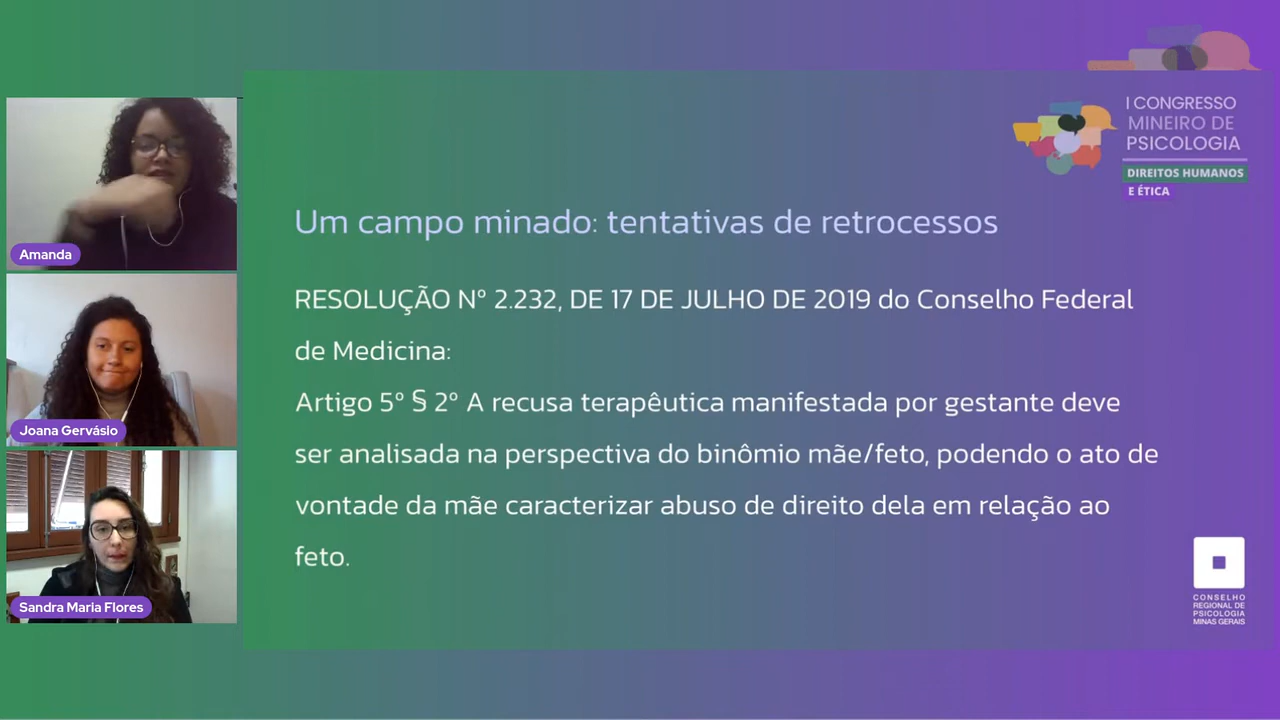 I CONGRESSO
MINEIRO DE
PSICOLOGIA
DIREITOS HUMANOS
E ÉTICA
Um campo minado: tentativas de retrocessos
RESOLUÇÃO Nº 2.232, DE 17 DE JULHO DE 2019 do Conselho Federal
de Medicina:
Artigo 5º § 2º A recusa terapêutica manifestada por gestante deve
ser analisada na perspectiva do binômio mãe/feto, podendo o ato de
vontade da mãe caracterizar abuso de direito dela em relação ao
feto.
Amanda
Joana Gervásio
Sandra Maria Flores
CONSELHO
REGIONAL DE
PSICOLOGIA
MINAS GERAIS